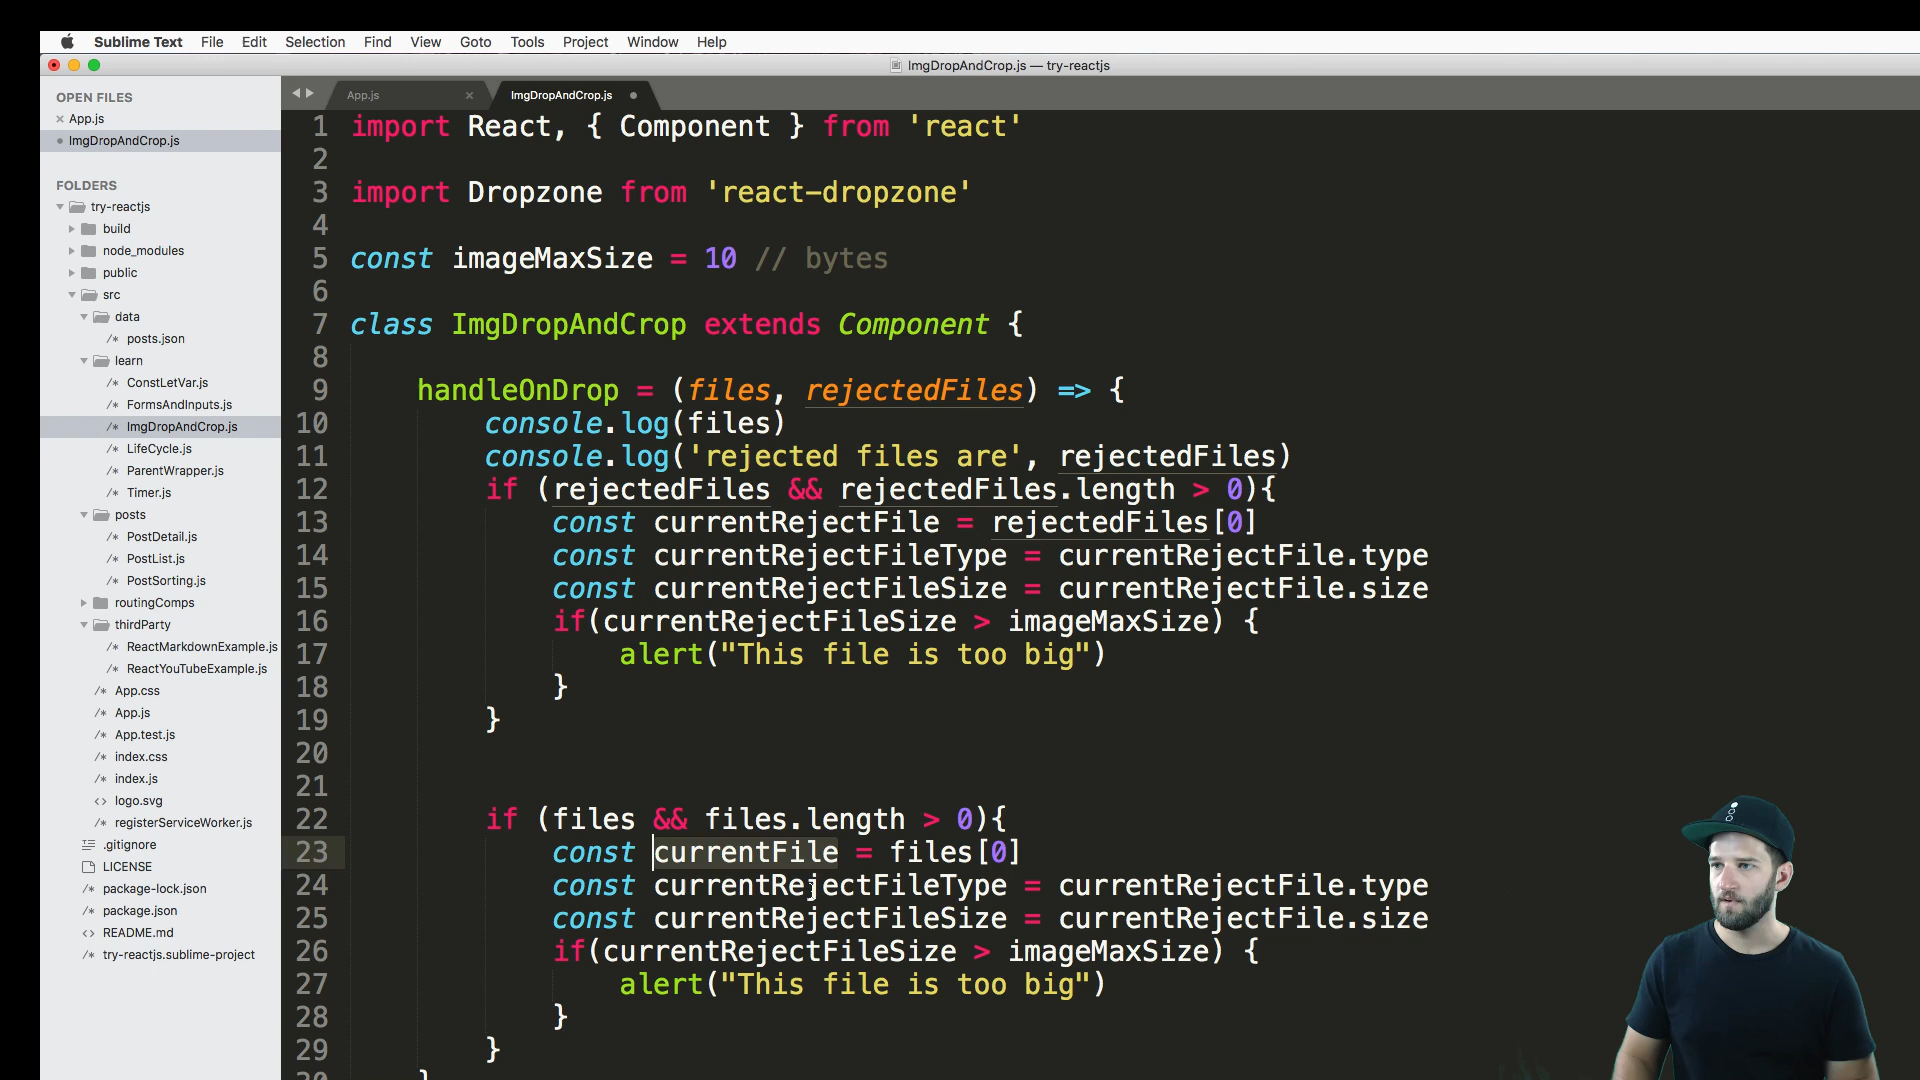 Sublime Text File Edit Selection Find View Goto Tools Project Window Help
ImgDropAndCrop.js — try-reactjs
OPEN FILES
App.js
ImgDropAndCrop.js
FOLDERS
try-reactjs
build
node_modules
public
src
data
/* posts.json
learn
/* ConstLetVar.js
/* FormsAndInputs.js
/* ImgDropAndCrop.js
/* LifeCycle.js
/* ParentWrapper.js
/* Timer.js
posts
/* PostDetail.js
/* PostList.js
/* PostSorting.js
routingComps
thirdParty
/* ReactMarkdownExample.js
/* ReactYouTubeExample.js
/* App.css
/* App.js
/* App.test.js
/* index.css
/* index.js
<> logo.svg
/* registerServiceWorker.js
.gitignore
LICENSE
/* package-lock.json
/* package.json
<> README.md
/* try-reactjs.sublime-project
App.js × ImgDropAndCrop.js
1 import React, { Component } from 'react'
2
3 import Dropzone from 'react-dropzone'
4
5 const imageMaxSize = 10 // bytes
6
7 class ImgDropAndCrop extends Component {
8
9 handleOnDrop = (files, rejectedFiles) => {
10 console.log(files)
11 console.log('rejected files are', rejectedFiles)
12 if (rejectedFiles && rejectedFiles.length > 0){
13 const currentRejectFile = rejectedFiles[0]
14 const currentRejectFileType = currentRejectFile.type
15 const currentRejectFileSize = currentRejectFile.size
16 if(currentRejectFileSize > imageMaxSize) {
17 alert("This file is too big")
18 }
19 }
20
21
22 if (files && files.length > 0){
23 const currentFile = files[0]
24 const currentRejectFileType = currentRejectFile.type
25 const currentRejectFileSize = currentRejectFile.size
26 if(currentRejectFileSize > imageMaxSize) {
27 alert("This file is too big")
28 }
29 }